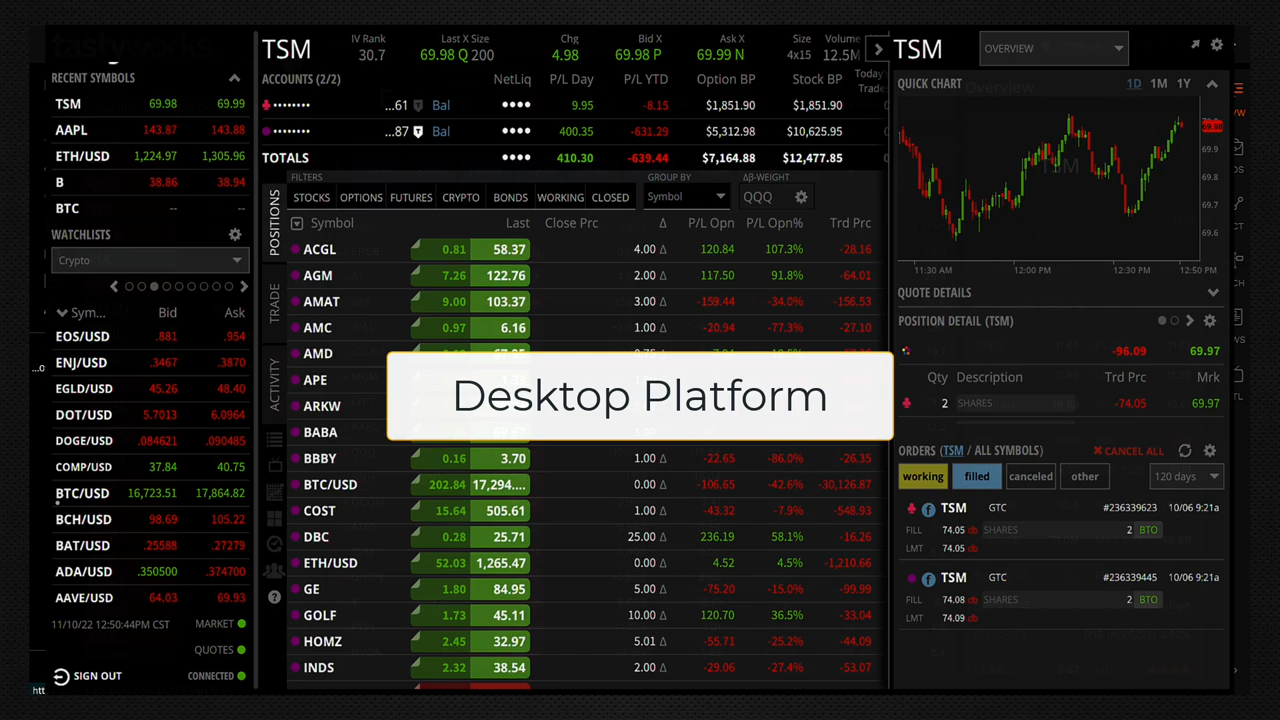 tastyworks
RECENT SYMBOLS
TSM 69.98 69.99
AAPL 143.87 143.88
ETH/USD 1,224.97 1,305.96
B 38.86 38.94
BTC -- --
WATCHLISTS
Crypto
Sym... Bid Ask
EOS/USD .881 .954
ENJ/USD .3467 .3870
EGLD/USD 45.26 48.40
DOT/USD 5.7013 6.0964
DOGE/USD .084621 .090485
COMP/USD 37.84 40.75
BTC/USD 16,723.51 17,864.82
BCH/USD 98.69 105.22
BAT/USD .25588 .27279
ADA/USD .350500 .374700
AAVE/USD 64.03 69.93
11/10/22 12:50:44PM CST MARKET
QUOTES
SIGN OUT CONNECTED
htt
TSM
IV Rank Last X Size Chg Bid X Ask X Size Volume
30.7 69.98 Q 200 4.98 69.98 P 69.99 N 4x15 12.5M
ACCOUNTS (2/2) NetLiq P/L Day P/L YTD Option BP Stock BP Today'
Trade
•••••••• ...61 Bal •••• 9.95 -8.15 $1,851.90 $1,851.90
•••••••• ...87 Bal •••• 400.35 -631.29 $5,312.98 $10,625.95
TOTALS •••• 410.30 -639.44 $7,164.88 $12,477.85
FILTERS GROUP BY Δβ-WEIGHT
STOCKS OPTIONS FUTURES CRYPTO BONDS WORKING CLOSED Symbol QQQ
POSITIONS
TRADE
ACTIVITY
Symbol Last Close Prc Δ P/L Opn P/L Opn% Trd Prc
ACGL 0.81 58.37 4.00 Δ 120.84 107.3% -28.16
AGM 7.26 122.76 2.00 Δ 117.50 91.8% -64.01
AMAT 9.00 103.37 3.00 Δ -159.44 -34.0% -156.53
AMC 0.97 6.16 1.00 Δ -20.94 -77.3% -27.10
AMD
APE
ARKW
BABA
Desktop Platform
BBBY 0.16 3.70 1.00 Δ -22.65 -86.0% -26.35
BTC/USD 202.84 17,294.... 0.00 Δ -106.65 -42.6% -30,126.87
COST 15.64 505.61 1.00 Δ -43.32 -7.9% -548.93
DBC 0.28 25.71 25.00 Δ 236.19 58.1% -16.26
ETH/USD 52.03 1,265.47 0.00 Δ 4.52 4.5% -1,210.66
GE 1.80 84.95 5.00 Δ -75.20 -15.0% -99.99
GOLF 1.73 45.11 10.00 Δ 120.70 36.5% -33.04
HOMZ 2.45 32.97 5.01 Δ -55.71 -25.2% -44.09
INDS 2.32 38.54 2.00 Δ -29.06 -27.4% -53.07
TSM OVERVIEW
QUICK CHART 1D 1M 1Y
69.9
69.8
69.7
69.6
11:30 AM 12:00 PM 12:30 PM 12:50 PM
QUOTE DETAILS
POSITION DETAIL (TSM)
-96.09 69.97
Qty Description Trd Prc Mrk
2 SHARES -74.05 69.97
ORDERS (TSM / ALL SYMBOLS) CANCEL ALL
working filled canceled other 120 days
TSM GTC #236339623 10/06 9:21a
FILL 74.05 db SHARES 2 BTO
LMT 74.05 db
TSM GTC #236339445 10/06 9:21a
FILL 74.08 db SHARES 2 BTO
LMT 74.09 db